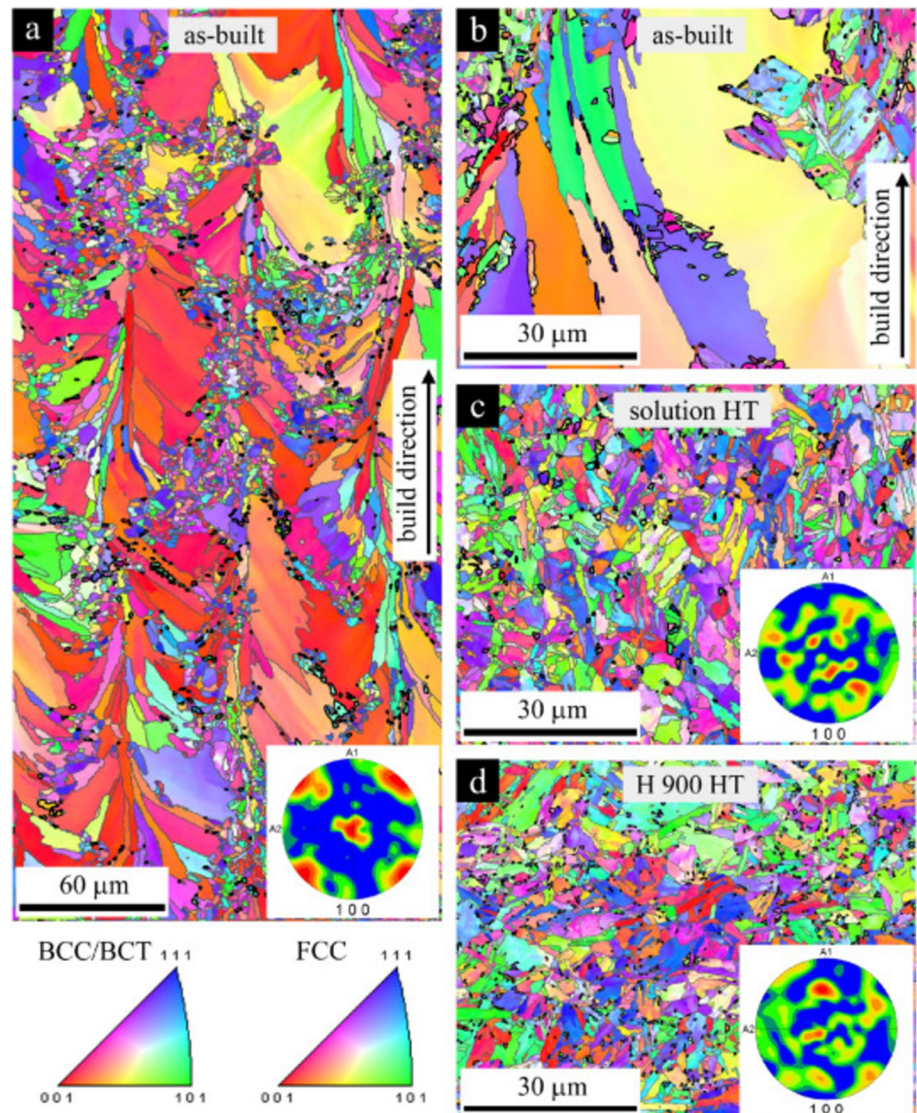 a
as-built
build direction
60 µm
A1
A2
1 0 0
BCC/BCT
1 1 1
0 0 1
1 0 1
FCC
1 1 1
0 0 1
1 0 1
b
as-built
build direction
30 µm
c
solution HT
30 µm
A1
A2
1 0 0
d
H 900 HT
30 µm
A1
A2
1 0 0